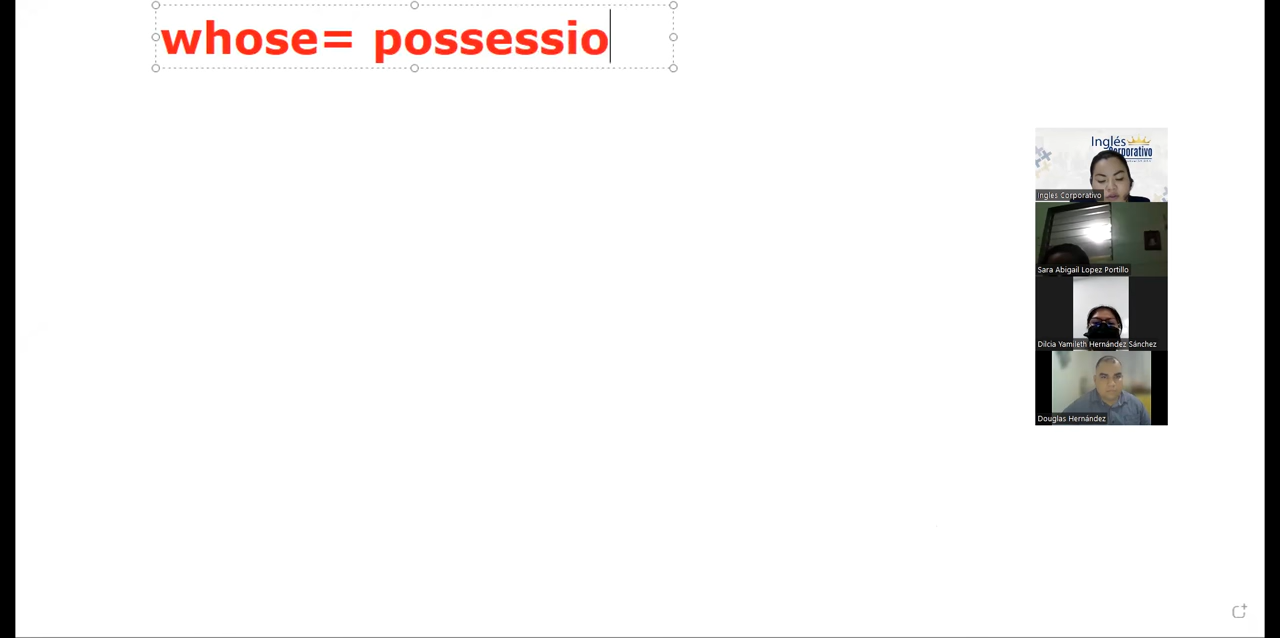 whose= possessio
Inglés
Corporativo
Ingles Corporativo
Sara Abigail Lopez Portillo
Dilcia Yamileth Hernández Sánchez
Douglas Hernández